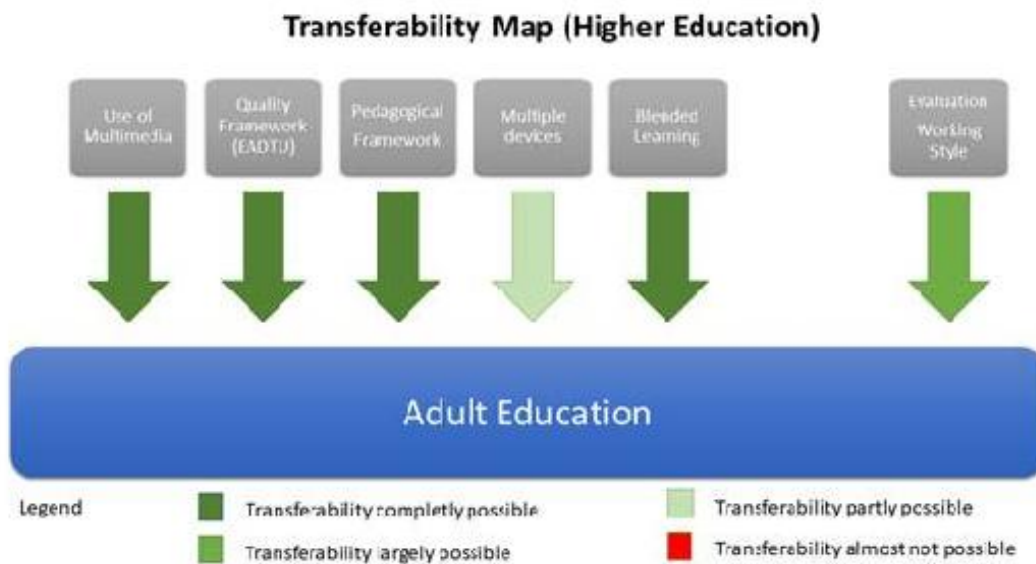 Transferability Map (Higher Education)
Use of
Multimedia
Quality
Framework
(EADTU)
Pedagogical
Framework
Multiple
devices
Blended
Learning
Evaluation
Working
Style
Adult Education
Legend
Transferability completly possible
Transferability partly possible
Transferability largely possible
Transferability almost not possible